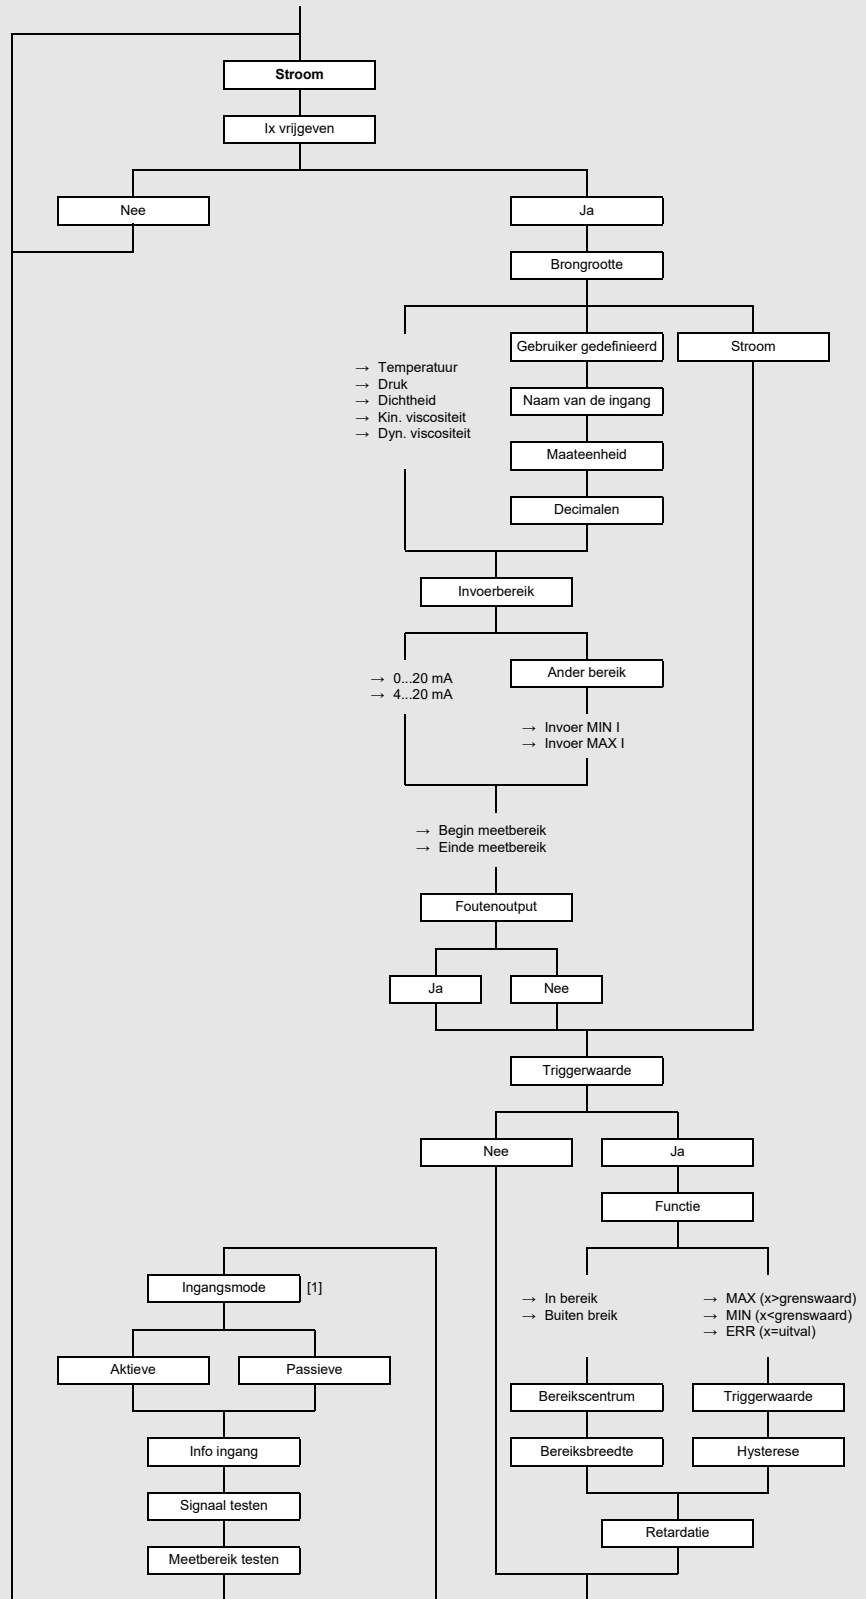 Stroom
Ix vrijgeven
Nee
Ja
Brongrootte
→ Temperatuur
→ Druk
→ Dichtheid
→ Kin. viscositeit
→ Dyn. viscositeit
Gebruiker gedefinieerd
Stroom
Naam van de ingang
Maateenheid
Decimalen
Invoerbereik
→ 0...20 mA
→ 4...20 mA
Ander bereik
→ Invoer MIN I
→ Invoer MAX I
→ Begin meetbereik
→ Einde meetbereik
Foutenoutput
Ja
Nee
Triggerwaarde
Nee
Ja
Functie
→ In bereik
→ Buiten breik
→ MAX (x>grenswaard)
→ MIN (x<grenswaard)
→ ERR (x=uitval)
Bereikscentrum
Triggerwaarde
Bereiksbreedte
Hysterese
Retardatie
Ingangsmode [1]
Aktieve
Passieve
Info ingang
Signaal testen
Meetbereik testen